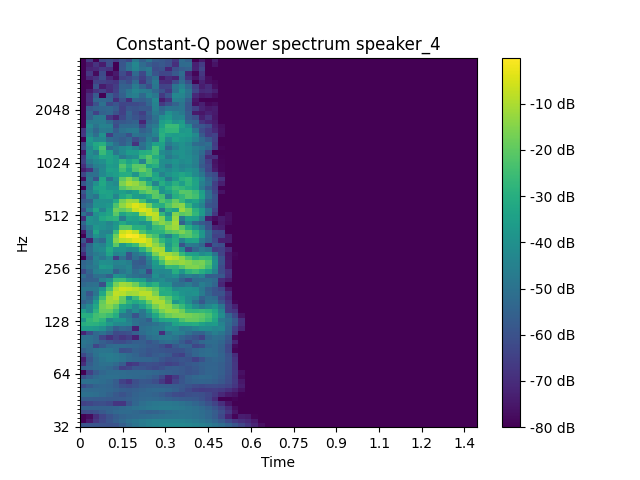 Constant-Q power spectrum speaker_4
2048
1024
512
256
128
64
32
Hz
0 0.15 0.3 0.45 0.6 0.75 0.9 1.1 1.2 1.4
Time
-10 dB
-20 dB
-30 dB
-40 dB
-50 dB
-60 dB
-70 dB
-80 dB